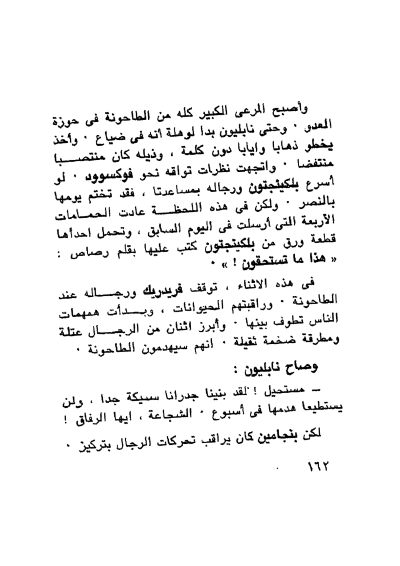 وأصبح المرعى الكبير كله من الطاحونة فى حوزة
العدو · وحتى نابليون بدا لوهلة أنه فى ضياع · وأخذ
يخطو ذهابا وايابا دون كلمة ، وذيله كان منتصبا
منتفضا · واتجهت نظرات تواقه نحو فوكسوود · لو
أسرع بلكينجتون ورجاله بمساعدتا ، فقد تختم يومها
بالنصر · ولكن فى هذه اللحظة عادت الحمامات
الأربعة التى أرسلت فى اليوم السابق ، وتحمل احداها
قطعة ورق من بلكينجتون كتب عليها بقلم رصاص :
« هذا ما تستحقون ! » ·
فى هذه الاثناء ، توقف فريدريك ورجاله عند
الطاحونة · وراقبتهم الحيوانات ، وبدأت همهمات
الناس تطوف بينها · وأبرز اثنان من الرجال عتلة
ومطرقة ضخمة ثقيلة · انهم سيهدمون الطاحونة ·
وصاح نابليون :
— مستحيل ! لقد بنينا جدرانا سميكة جدا ، ولن
يستطيعا هدمها فى أسبوع · الشجاعة ، ايها الرفاق !
لكن بنجامين كان يراقب تحركات الرجال بتركيز ·
١٦٢